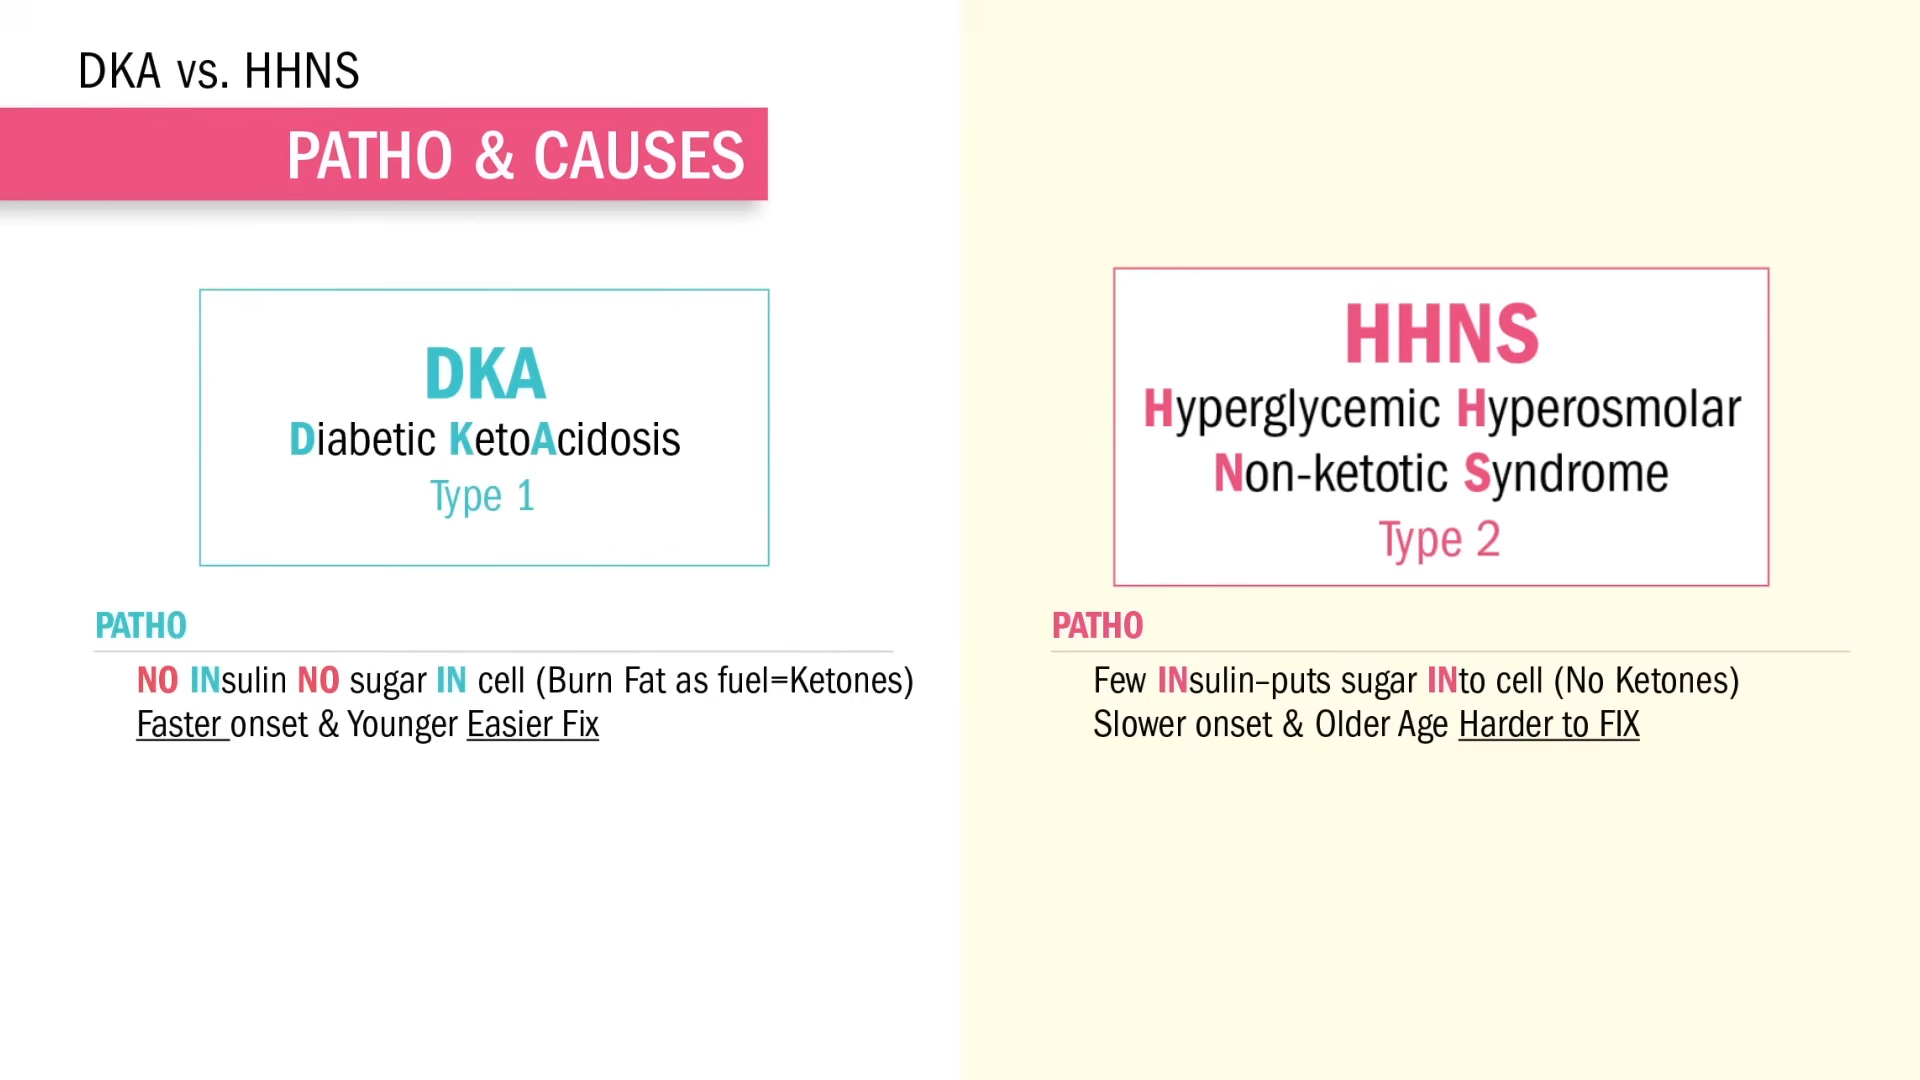 DKA vs. HHNS
PATHO & CAUSES
DKA
Diabetic KetoAcidosis
Type 1
PATHO
NO INsulin NO sugar IN cell (Burn Fat as fuel=Ketones)
Faster onset & Younger Easier Fix
HHNS
Hyperglycemic Hyperosmolar
Non-ketotic Syndrome
Type 2
PATHO
Few INsulin–puts sugar INto cell (No Ketones)
Slower onset & Older Age Harder to FIX